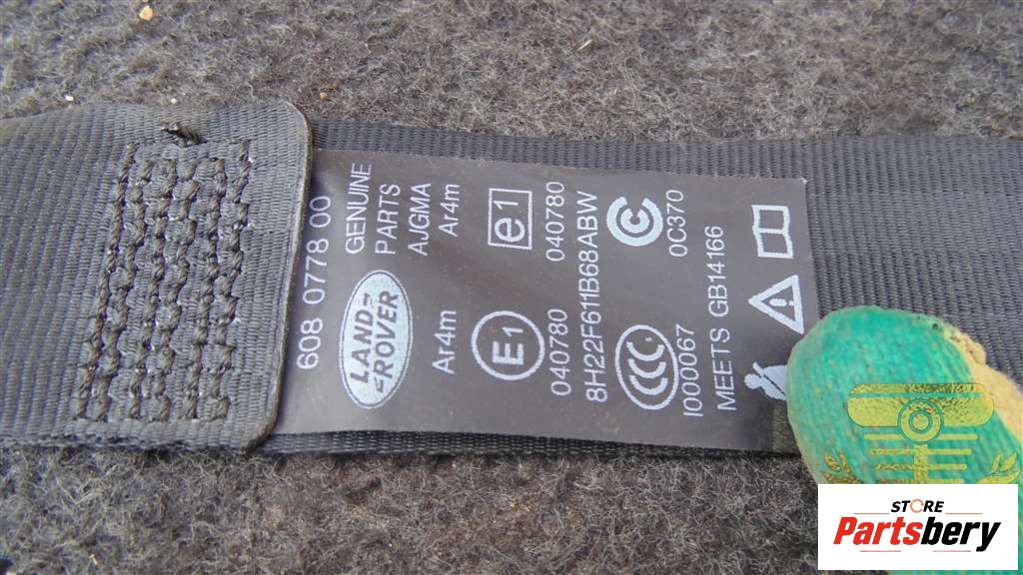 608 0778 00
LAND-
-ROVER
GENUINE
PARTS
AJGMA
Ar4m
Ar4m
E1
e1
040780
040780
8H22F611B68ABW
CCC
C
I000067
0C370
MEETS GB14166
STORE
Partsbery